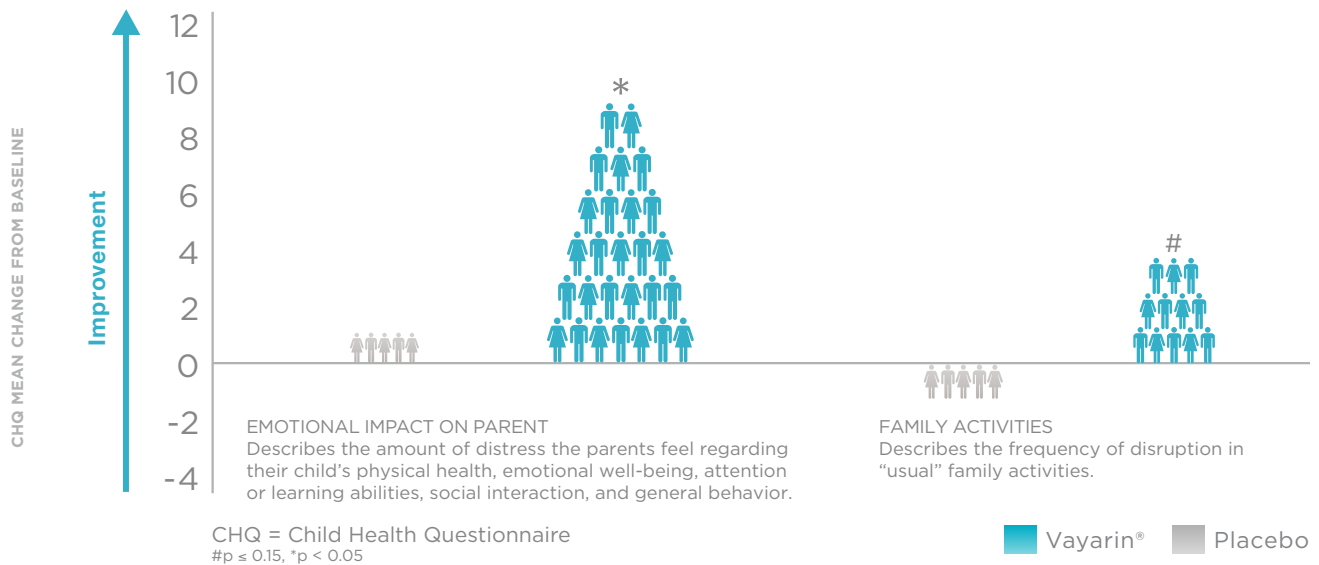 CHQ MEAN CHANGE FROM BASELINE
Improvement
12
10
8
6
4
2
0
-2
-4
*
#
EMOTIONAL IMPACT ON PARENT
Describes the amount of distress the parents feel regarding
their child’s physical health, emotional well-being, attention
or learning abilities, social interaction, and general behavior.
FAMILY ACTIVITIES
Describes the frequency of disruption in
“usual” family activities.
CHQ = Child Health Questionnaire
#p ≤ 0.15, *p < 0.05
Vayarin®
Placebo